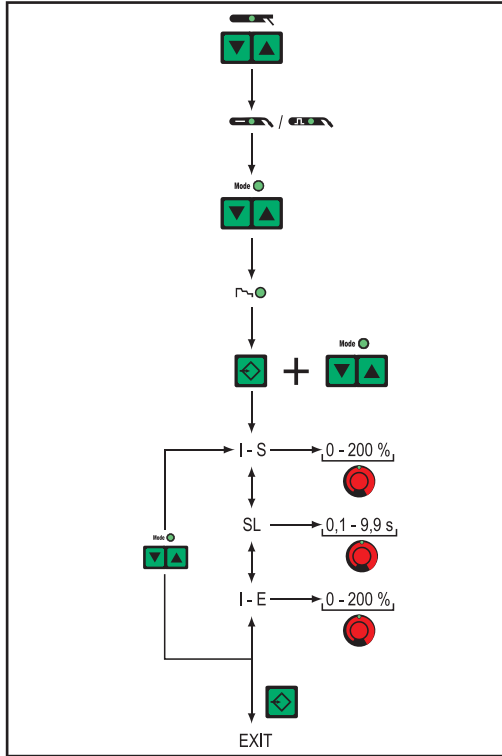 /
Mode
Mode
+
I - S
0 - 200 %
Mode
SL
0,1 - 9,9 s
I - E
0 - 200 %
EXIT